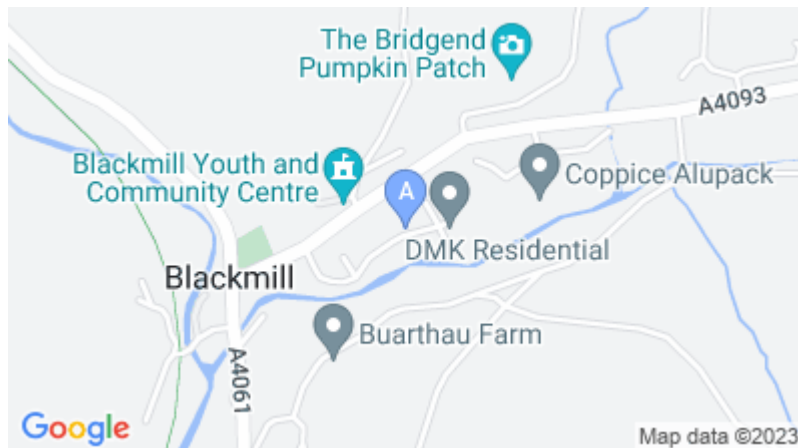 The Bridgend
Pumpkin Patch
A4093
Blackmill Youth and
Community Centre
A
Coppice Alupack
DMK Residential
Blackmill
Buarthau Farm
A4061
Google
Map data ©2023